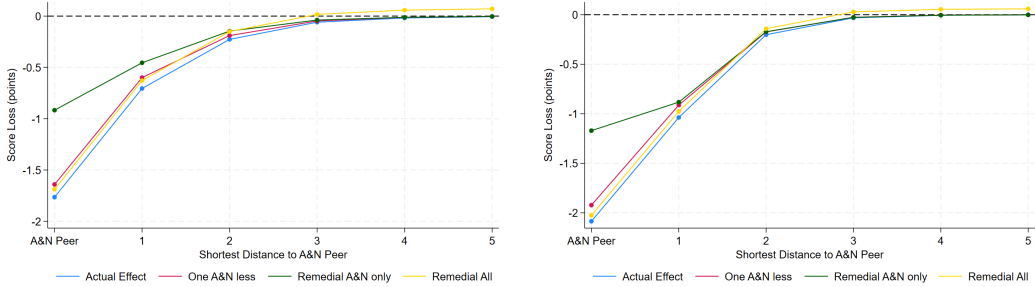 0
-0.5
-1
-1.5
-2
Score Loss (points)
A&N Peer 1 2 3 4 5
Shortest Distance to A&N Peer
Actual Effect One A&N less Remedial A&N only Remedial All
0
-0.5
-1
-1.5
-2
Score Loss (points)
A&N Peer 1 2 3 4 5
Shortest Distance to A&N Peer
Actual Effect One A&N less Remedial A&N only Remedial All